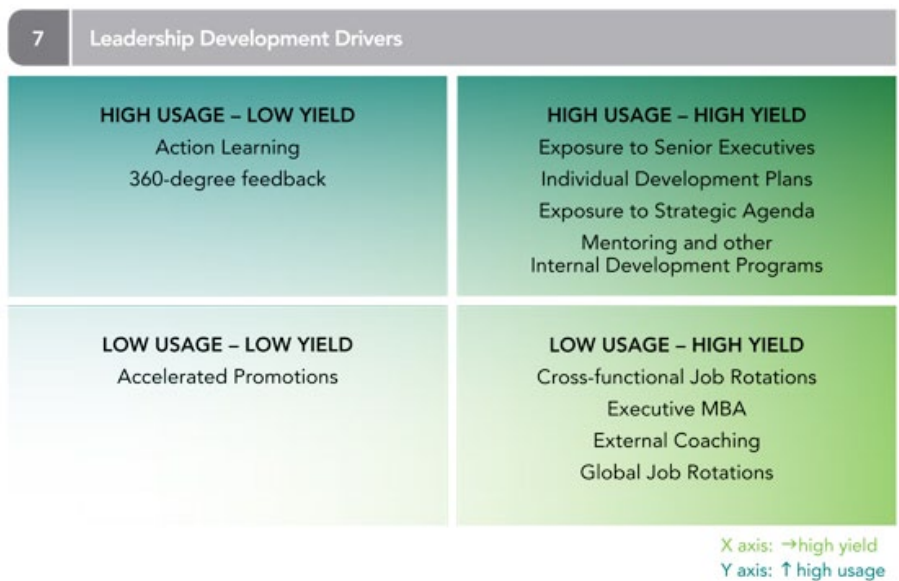 7
Leadership Development Drivers
HIGH USAGE – LOW YIELD
Action Learning
360-degree feedback
HIGH USAGE – HIGH YIELD
Exposure to Senior Executives
Individual Development Plans
Exposure to Strategic Agenda
Mentoring and other
Internal Development Programs
LOW USAGE – LOW YIELD
Accelerated Promotions
LOW USAGE – HIGH YIELD
Cross-functional Job Rotations
Executive MBA
External Coaching
Global Job Rotations
X axis: →high yield
Y axis: ↑ high usage